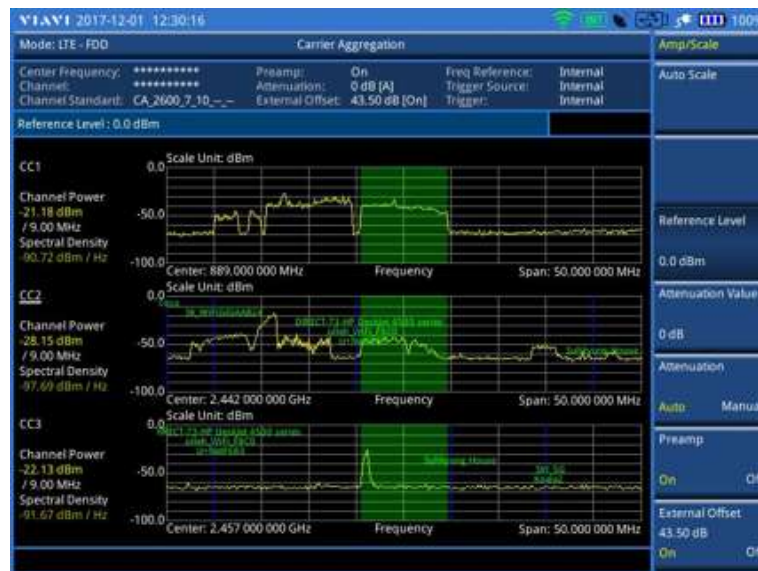 VIAVI 2017-12-01 12:30:16
INT
100%
Mode: LTE - FDD
Carrier Aggregation
Amp/Scale
Center Frequency: **********
Channel: **********
Channel Standard: CA_2600_7_10_--_--
Preamp: On
Attenuation: 0 dB [A]
External Offset: 43.50 dB [On]
Freq Reference: Internal
Trigger Source: Internal
Trigger: Internal
Reference Level : 0.0 dBm
CC1
Channel Power
-21.18 dBm
/ 9.00 MHz
Spectral Density
-90.72 dBm / Hz
Scale Unit: dBm
0.0
-50.0
-100.0
Center: 889.000 000 MHz
Frequency
Span: 50.000 000 MHz
CC2
Channel Power
-28.15 dBm
/ 9.00 MHz
Spectral Density
-97.69 dBm / Hz
Scale Unit: dBm
0.0
-50.0
-100.0
DIRECT-73-HP DeskJet 4500 series
Center: 2.442 000 000 GHz
Frequency
Span: 50.000 000 MHz
CC3
Channel Power
-22.13 dBm
/ 9.00 MHz
Spectral Density
-91.67 dBm / Hz
Scale Unit: dBm
0.0
-50.0
-100.0
Center: 2.457 000 000 GHz
Frequency
Span: 50.000 000 MHz
Auto Scale
Reference Level
0.0 dBm
Attenuation Value
0 dB
Attenuation
Auto
Preamp
On
External Offset
43.50 dB
On